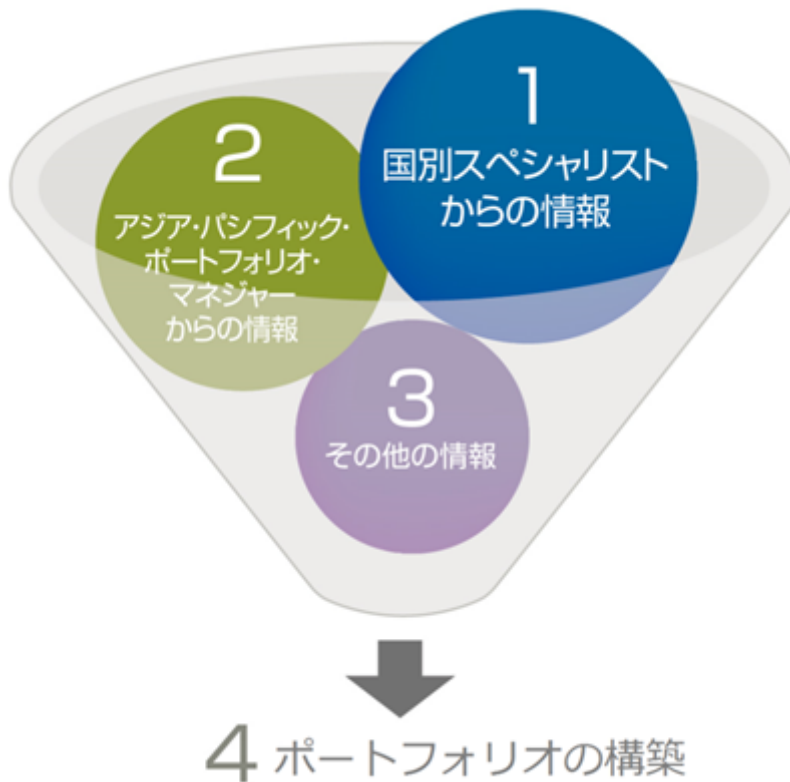 1
国別スペシャリスト
からの情報
2
アジア・パシフィック・
ポートフォリオ・
マネジャー
からの情報
3
その他の情報
4 ポートフォリオの構築